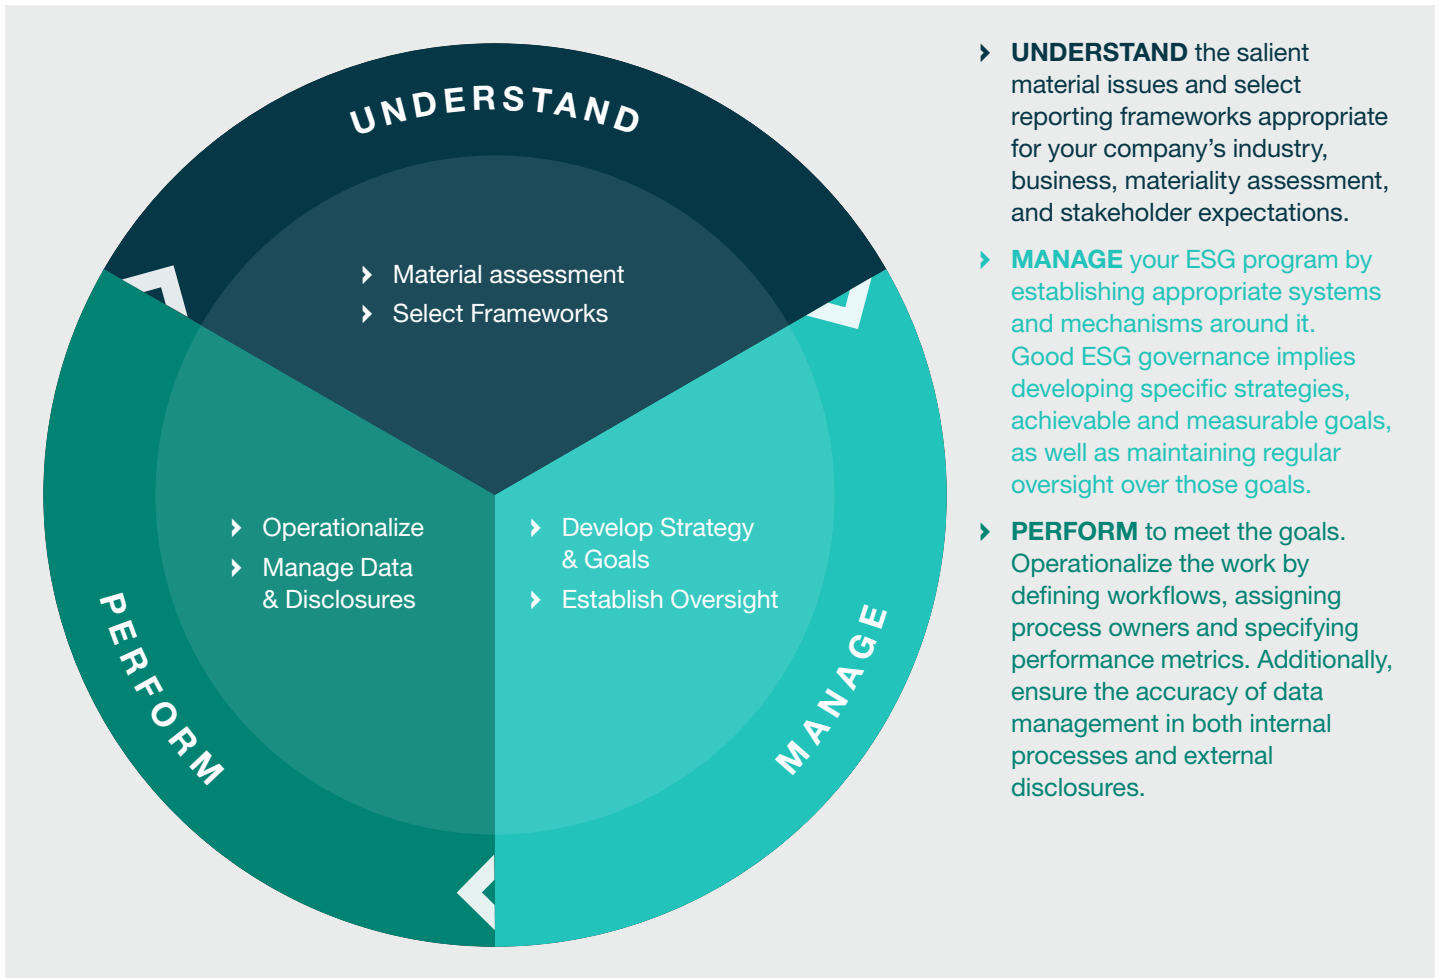 UNDERSTAND
Material assessment
Select Frameworks
Operationalize
Manage Data
& Disclosures
Develop Strategy
& Goals
Establish Oversight
PERFORM
MANAGE
UNDERSTAND the salient
material issues and select
reporting frameworks appropriate
for your company’s industry,
business, materiality assessment,
and stakeholder expectations.
MANAGE your ESG program by
establishing appropriate systems
and mechanisms around it.
Good ESG governance implies
developing specific strategies,
achievable and measurable goals,
as well as maintaining regular
oversight over those goals.
PERFORM to meet the goals.
Operationalize the work by
defining workflows, assigning
process owners and specifying
performance metrics. Additionally,
ensure the accuracy of data
management in both internal
processes and external
disclosures.